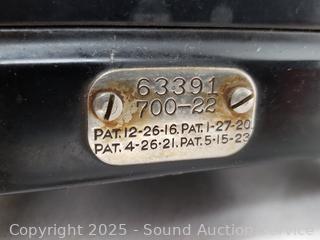 63391
700-22
PAT.12-26-16.PAT.1-27-20
PAT.4-26-21.PAT.5-15-23
Copyright 2025 - Sound Auction Service